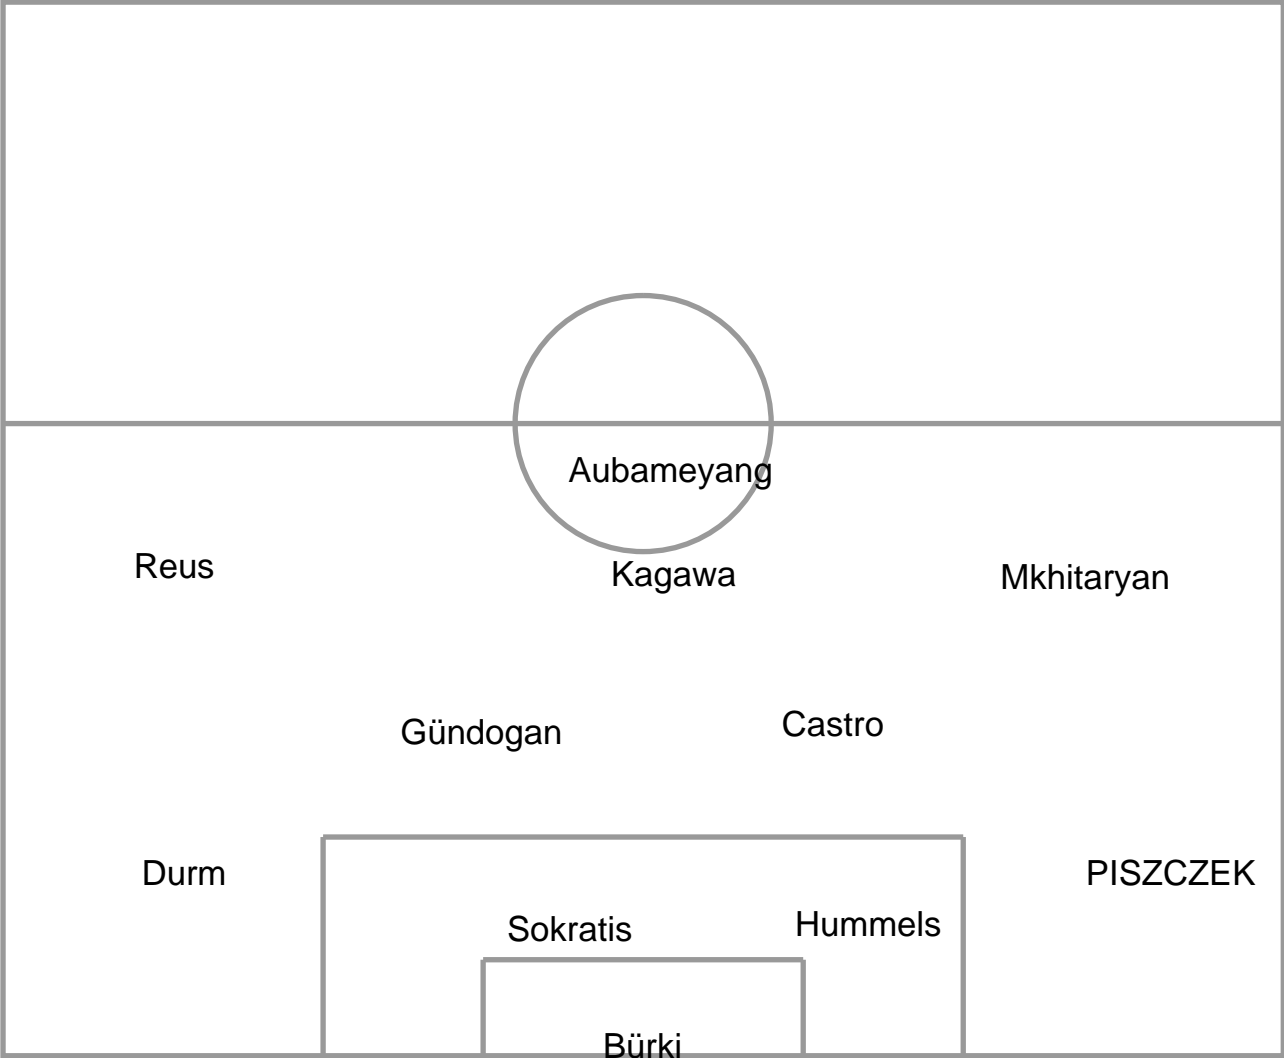 Aubameyang
Reus
Kagawa
Mkhitaryan
Gündogan
Castro
Durm
PISZCZEK
Sokratis
Hummels
Bürki